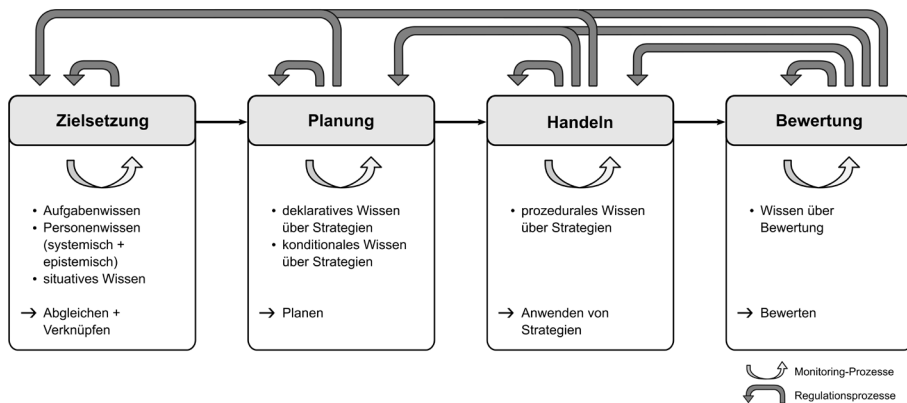 Zielsetzung
• Aufgabenwissen
• Personenwissen
(systemisch +
epistemisch)
• situatives Wissen
→ Abgleichen +
Verknüpfen
Planung
• deklaratives Wissen
über Strategien
• konditionales Wissen
über Strategien
→ Planen
Handeln
• prozedurales Wissen
über Strategien
→ Anwenden von
Strategien
Bewertung
• Wissen über
Bewertung
→ Bewerten
Monitoring-Prozesse
Regulationsprozesse